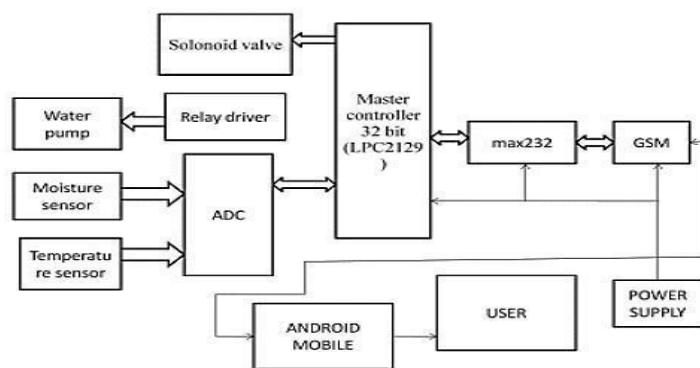 Solonoid valve
Water
pump
Relay driver
Master
controller
32 bit
(LPC2129
)
max232
GSM
Moisture
sensor
ADC
Temperatu
re sensor
ANDROID
MOBILE
USER
POWER
SUPPLY